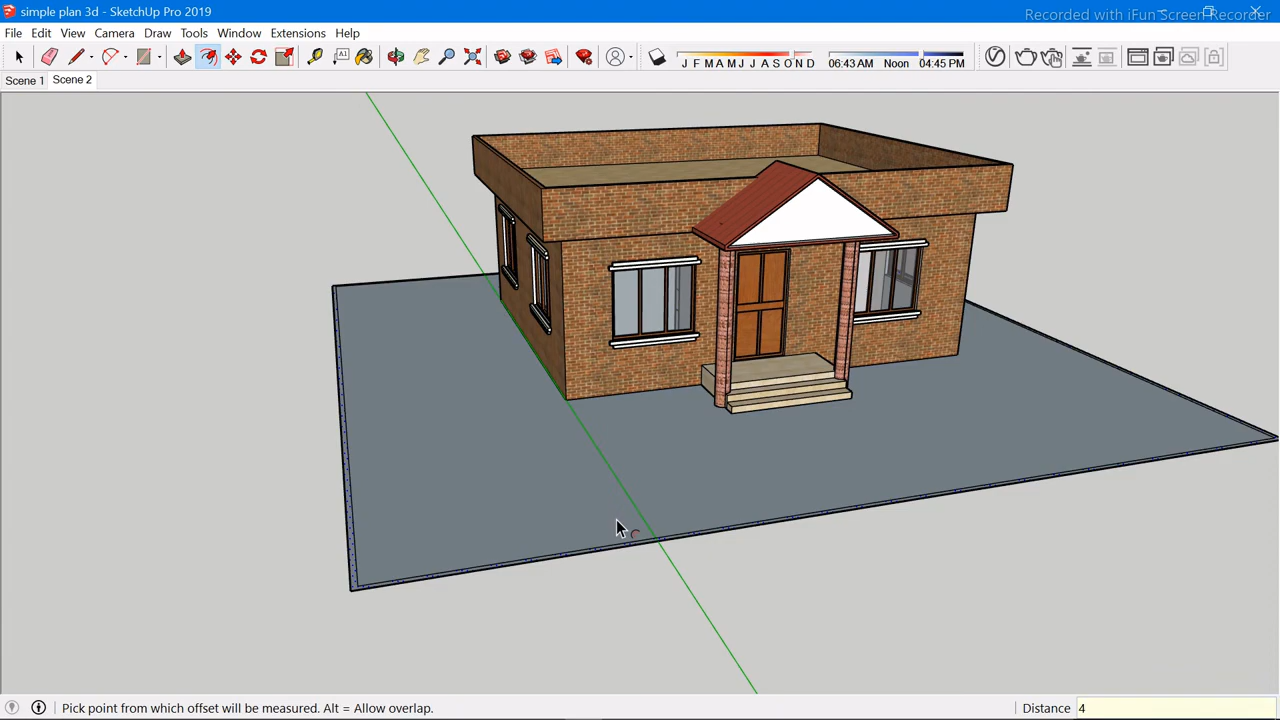 simple plan 3d - SketchUp Pro 2019
Recorded with iFun Screen Recorder
File Edit View Camera Draw Tools Window Extensions Help
A1
J F M A M J J A S O N D
06:43 AM Noon 04:45 PM
Scene 1 Scene 2
Pick point from which offset will be measured. Alt = Allow overlap.
Distance 4